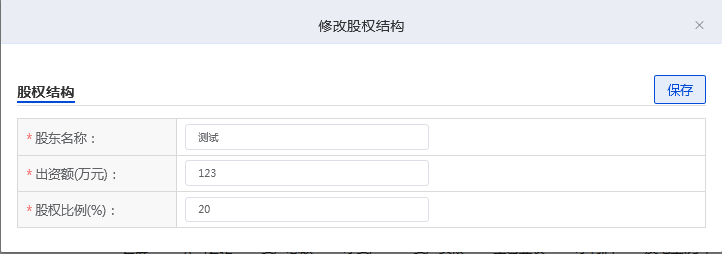 修改股权结构
股权结构
保存
*股东名称：
测试
*出资额(万元)：
123
*股权比例(%)：
20